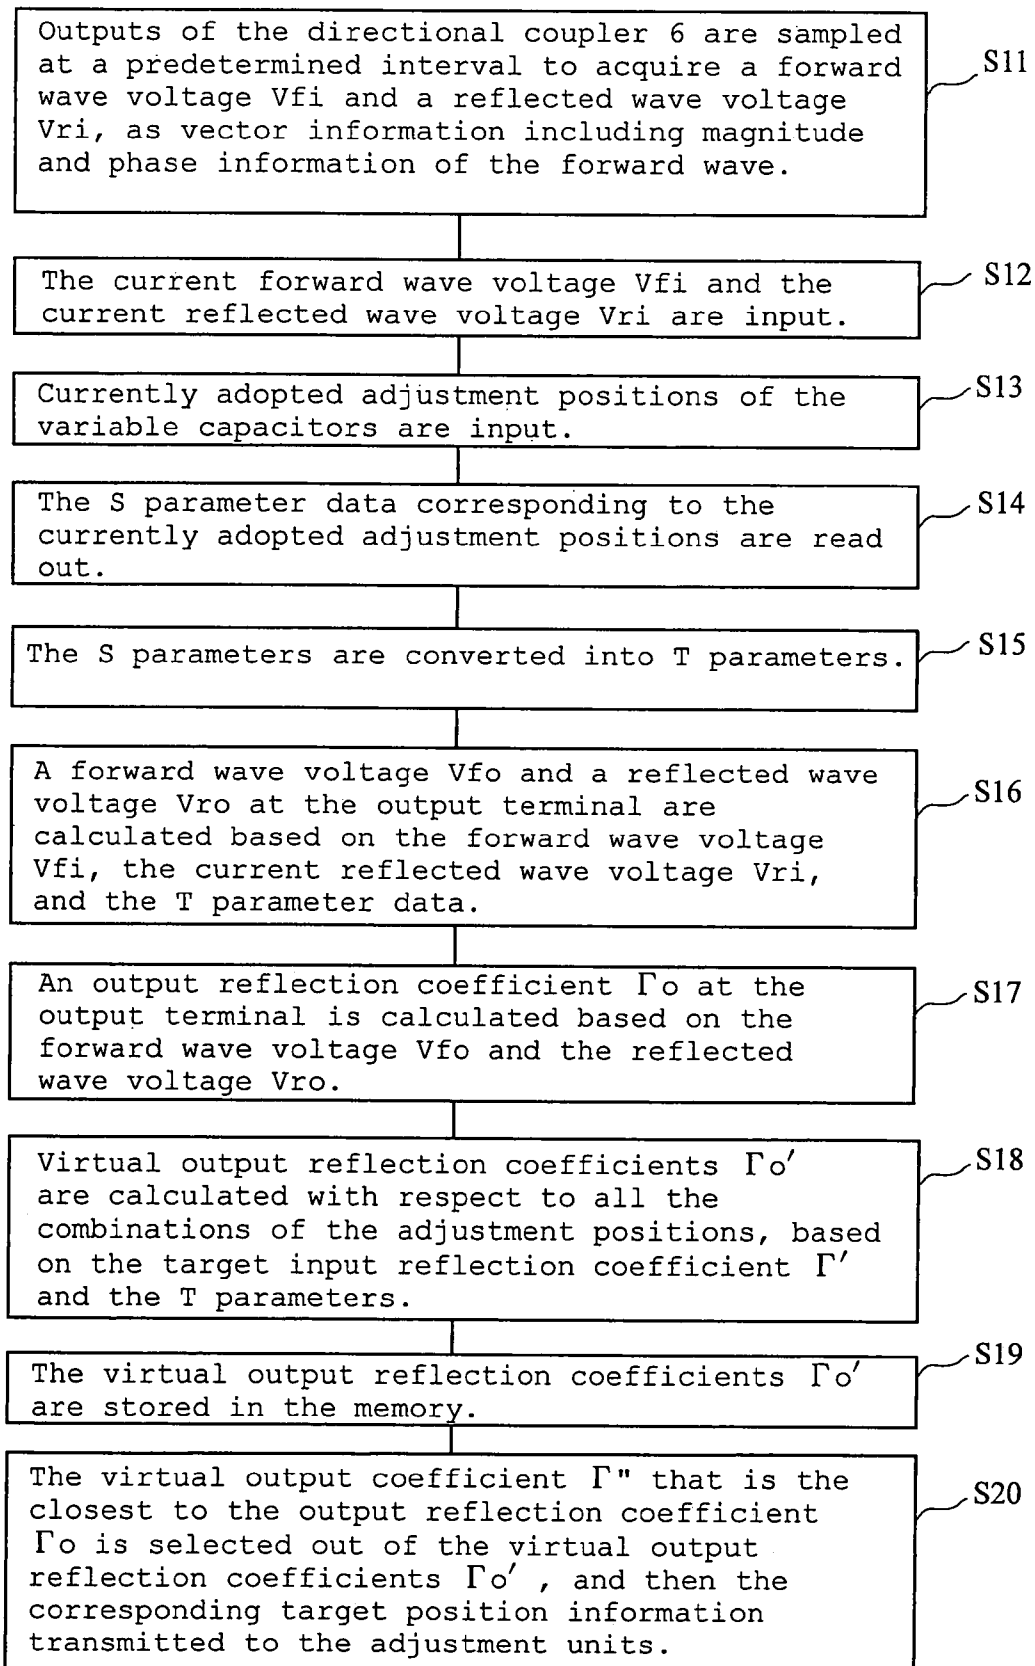 Outputs of the directional coupler 6 are sampled
at a predetermined interval to acquire a forward
wave voltage Vfi and a reflected wave voltage
Vri, as vector information including magnitude
and phase information of the forward wave.
S11
The current forward wave voltage Vfi and the
current reflected wave voltage Vri are input.
S12
Currently adopted adjustment positions of the
variable capacitors are input.
S13
The S parameter data corresponding to the
currently adopted adjustment positions are read
out.
S14
The S parameters are converted into T parameters.
S15
A forward wave voltage Vfo and a reflected wave
voltage Vro at the output terminal are
calculated based on the forward wave voltage
Vfi, the current reflected wave voltage Vri,
and the T parameter data.
S16
An output reflection coefficient Γo at the
output terminal is calculated based on the
forward wave voltage Vfo and the reflected
wave voltage Vro.
S17
Virtual output reflection coefficients Γo′
are calculated with respect to all the
combinations of the adjustment positions, based
on the target input reflection coefficient Γ′
and the T parameters.
S18
The virtual output reflection coefficients Γo′
are stored in the memory.
S19
The virtual output coefficient Γ" that is the
closest to the output reflection coefficient
Γo is selected out of the virtual output
reflection coefficients Γo′ , and then the
corresponding target position information
transmitted to the adjustment units.
S20